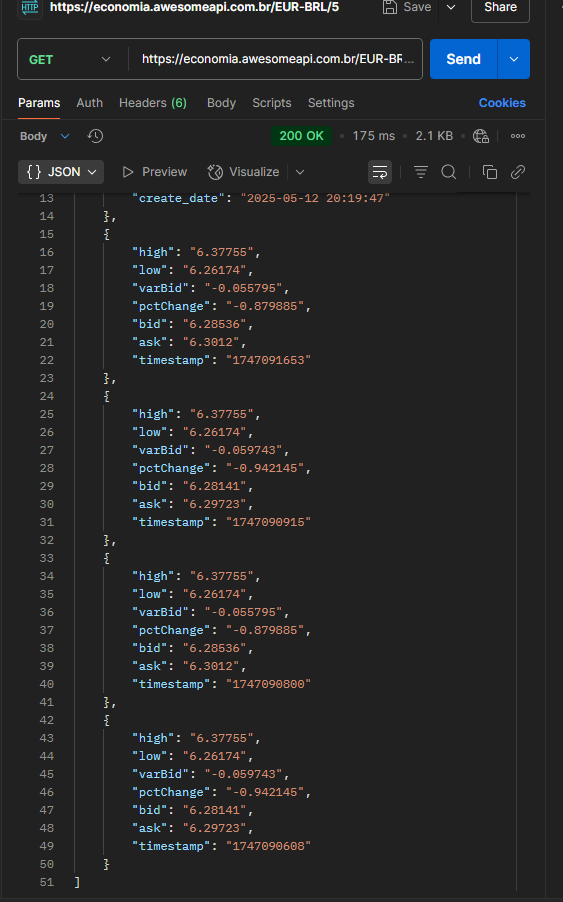 HTTP https://economia.awesomeapi.com.br/EUR-BRL/5 Save Share
GET https://economia.awesomeapi.com.br/EUR-BR... Send
Params Auth Headers (6) Body Scripts Settings Cookies
Body 200 OK • 175 ms • 2.1 KB
{} JSON Preview Visualize
13 "create_date": "2025-05-12 20:19:47"
14 },
15 {
16 "high": "6.37755",
17 "low": "6.26174",
18 "varBid": "-0.055795",
19 "pctChange": "-0.879885",
20 "bid": "6.28536",
21 "ask": "6.3012",
22 "timestamp": "1747091653"
23 },
24 {
25 "high": "6.37755",
26 "low": "6.26174",
27 "varBid": "-0.059743",
28 "pctChange": "-0.942145",
29 "bid": "6.28141",
30 "ask": "6.29723",
31 "timestamp": "1747090915"
32 },
33 {
34 "high": "6.37755",
35 "low": "6.26174",
36 "varBid": "-0.055795",
37 "pctChange": "-0.879885",
38 "bid": "6.28536",
39 "ask": "6.3012",
40 "timestamp": "1747090800"
41 },
42 {
43 "high": "6.37755",
44 "low": "6.26174",
45 "varBid": "-0.059743",
46 "pctChange": "-0.942145",
47 "bid": "6.28141",
48 "ask": "6.29723",
49 "timestamp": "1747090608"
50 }
51 ]